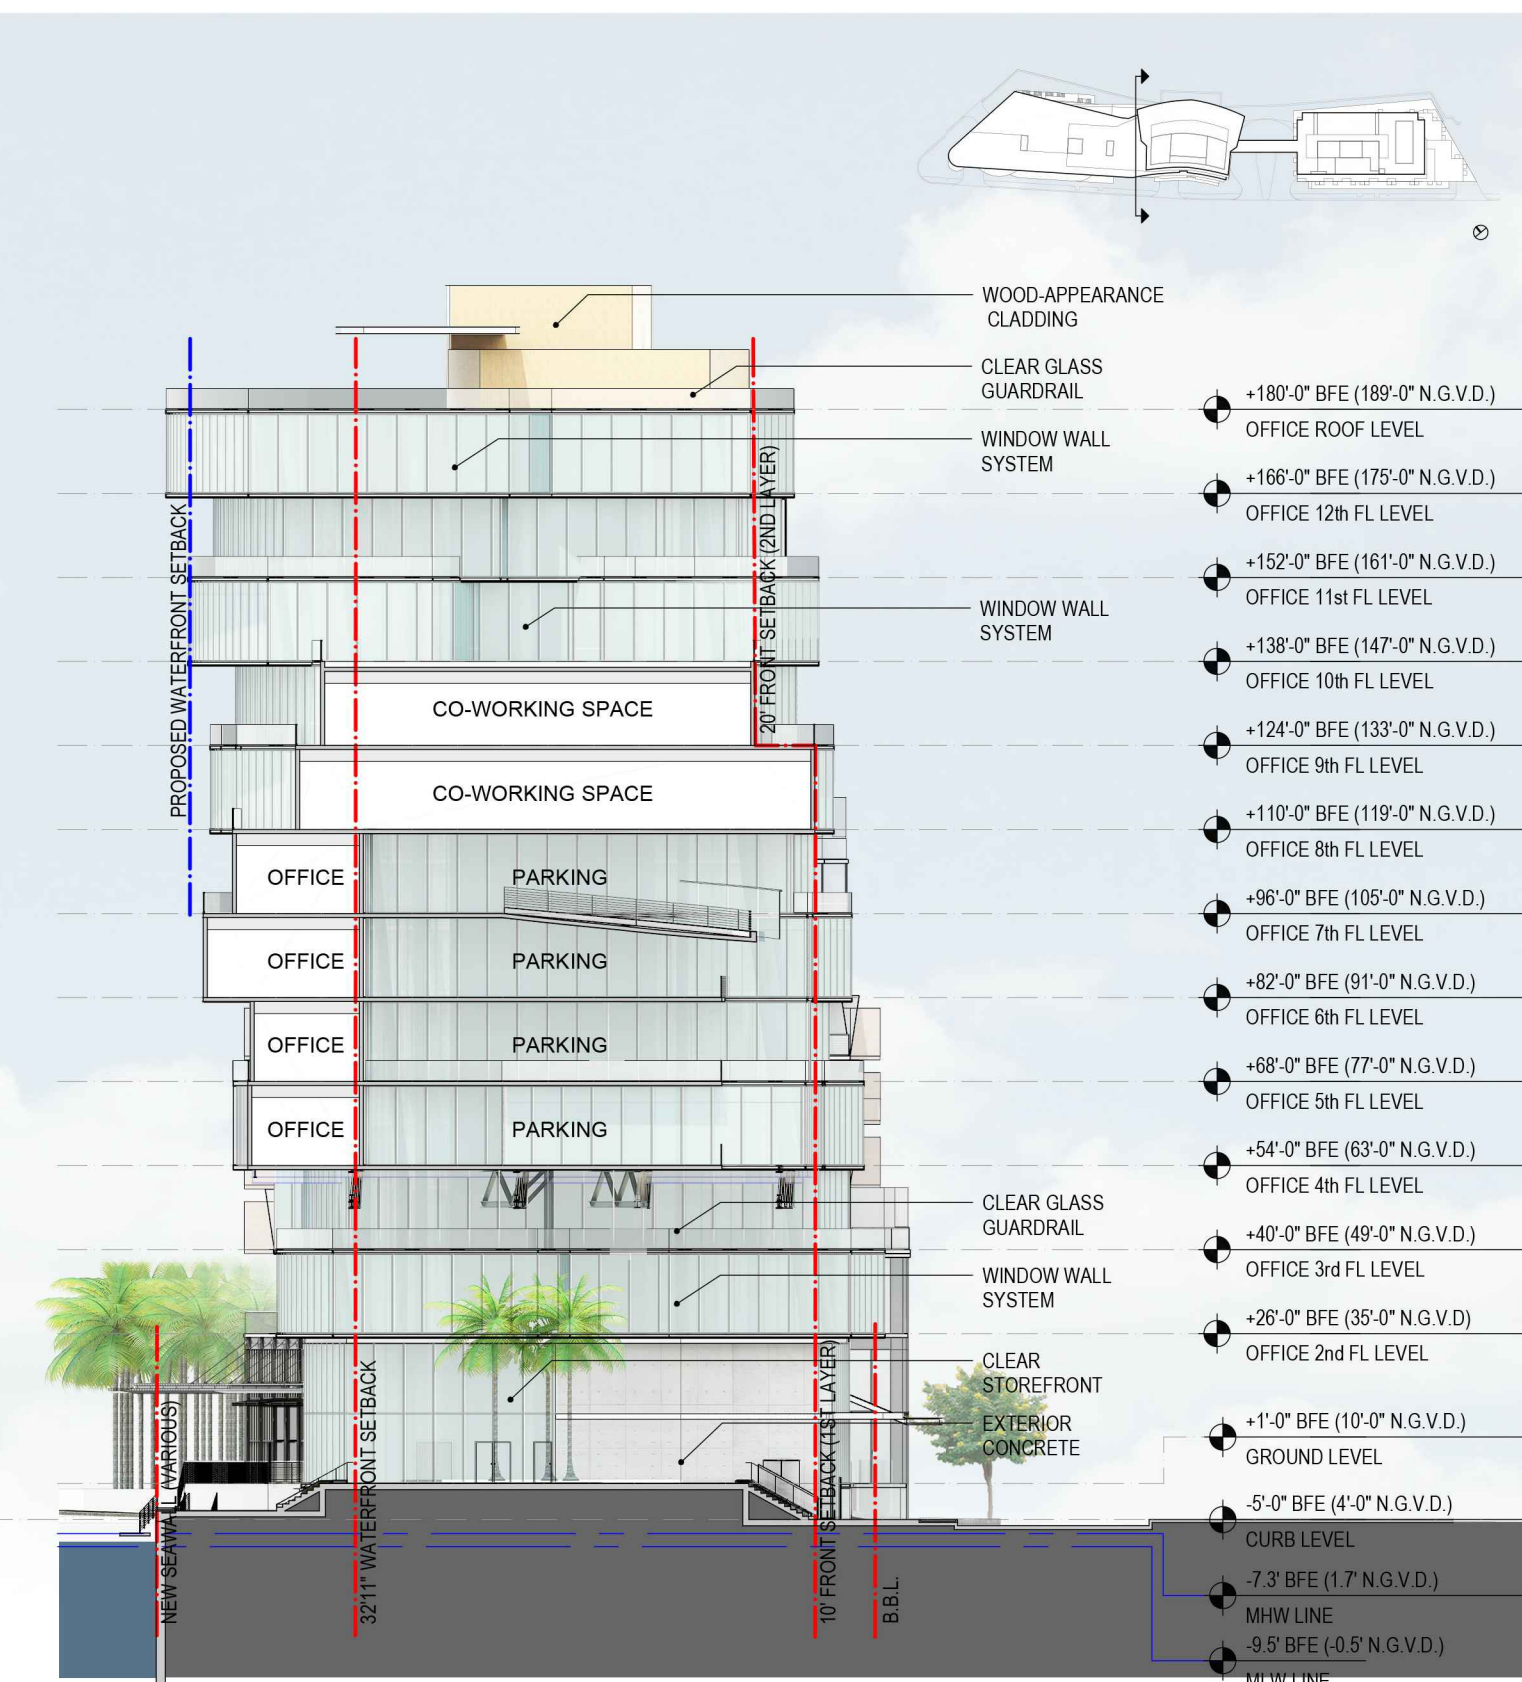 WOOD-APPEARANCE
CLADDING
CLEAR GLASS
GUARDRAIL
WINDOW WALL
SYSTEM
WINDOW WALL
SYSTEM
CLEAR GLASS
GUARDRAIL
WINDOW WALL
SYSTEM
CLEAR
STOREFRONT
EXTERIOR
CONCRETE
+180'-0" BFE (189'-0" N.G.V.D.)
OFFICE ROOF LEVEL
+166'-0" BFE (175'-0" N.G.V.D.)
OFFICE 12th FL LEVEL
+152'-0" BFE (161'-0" N.G.V.D.)
OFFICE 11st FL LEVEL
+138'-0" BFE (147'-0" N.G.V.D.)
OFFICE 10th FL LEVEL
+124'-0" BFE (133'-0" N.G.V.D.)
OFFICE 9th FL LEVEL
+110'-0" BFE (119'-0" N.G.V.D.)
OFFICE 8th FL LEVEL
+96'-0" BFE (105'-0" N.G.V.D.)
OFFICE 7th FL LEVEL
+82'-0" BFE (91'-0" N.G.V.D.)
OFFICE 6th FL LEVEL
+68'-0" BFE (77'-0" N.G.V.D.)
OFFICE 5th FL LEVEL
+54'-0" BFE (63'-0" N.G.V.D.)
OFFICE 4th FL LEVEL
+40'-0" BFE (49'-0" N.G.V.D.)
OFFICE 3rd FL LEVEL
+26'-0" BFE (35'-0" N.G.V.D)
OFFICE 2nd FL LEVEL
+1'-0" BFE (10'-0" N.G.V.D.)
GROUND LEVEL
-5'-0" BFE (4'-0" N.G.V.D.)
CURB LEVEL
-7.3' BFE (1.7' N.G.V.D.)
MHW LINE
-9.5' BFE (-0.5' N.G.V.D.)
MLW LINE
CO-WORKING SPACE
CO-WORKING SPACE
OFFICE PARKING
OFFICE PARKING
OFFICE PARKING
OFFICE PARKING
PROPOSED WATERFRONT SETBACK
20' FRONT SETBACK (2ND LAYER)
NEW SEAWALL (VARIOUS)
32'11" WATERFRONT SETBACK
10' FRONT SETBACK (1ST LAYER)
B.B.L.